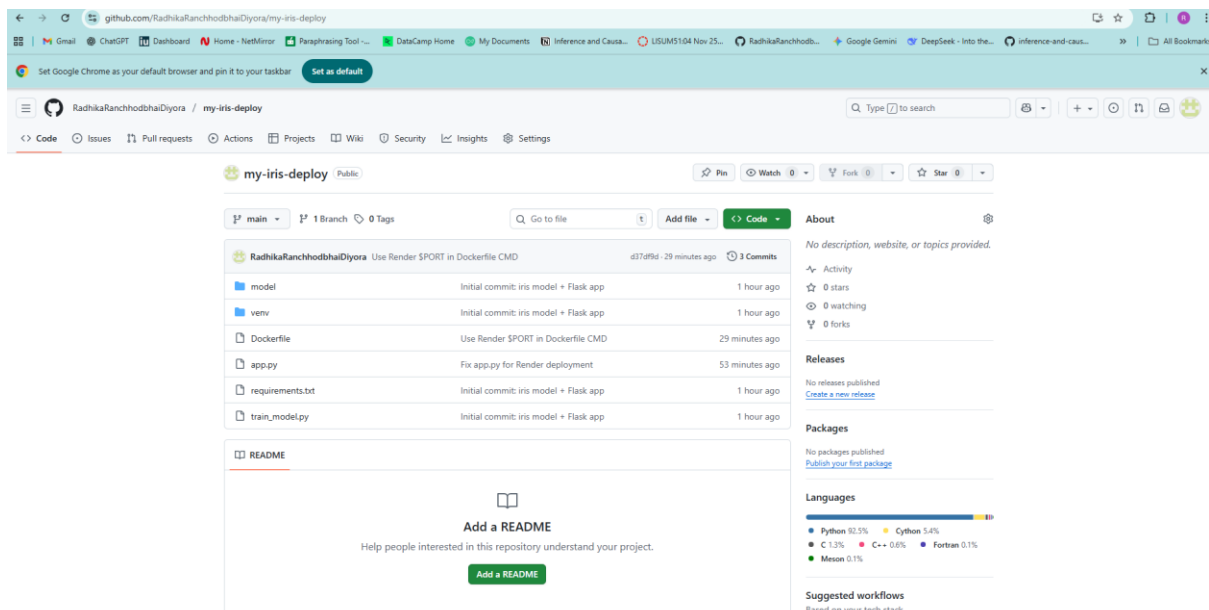 github.com/RadhikaRanchhodbhaiDiyora/my-iris-deploy
Gmail ChatGPT Dashboard Home - NetMirror Paraphrasing Tool -... DataCamp Home My Documents Inference and Causa... LISUM51:04 Nov 25... RadhikaRanchhodb... Google Gemini DeepSeek - Into the... inference-and-caus... » All Bookmarks
Set Google Chrome as your default browser and pin it to your taskbar Set as default
RadhikaRanchhodbhaiDiyora / my-iris-deploy Type / to search
Code Issues Pull requests Actions Projects Wiki Security Insights Settings
my-iris-deploy Public Pin Watch 0 Fork 0 Star 0
main 1 Branch 0 Tags Go to file t Add file Code
RadhikaRanchhodbhaiDiyora Use Render $PORT in Dockerfile CMD d37df9d · 29 minutes ago 3 Commits
model Initial commit: iris model + Flask app 1 hour ago
venv Initial commit: iris model + Flask app 1 hour ago
Dockerfile Use Render $PORT in Dockerfile CMD 29 minutes ago
app.py Fix app.py for Render deployment 53 minutes ago
requirements.txt Initial commit: iris model + Flask app 1 hour ago
train_model.py Initial commit: iris model + Flask app 1 hour ago
README
Add a README
Help people interested in this repository understand your project.
Add a README
About
No description, website, or topics provided.
Activity
0 stars
0 watching
0 forks
Releases
No releases published
Create a new release
Packages
No packages published
Publish your first package
Languages
Python 92.5% Cython 5.4%
C 1.3% C++ 0.6% Fortran 0.1%
Meson 0.1%
Suggested workflows
Based on your tech stack